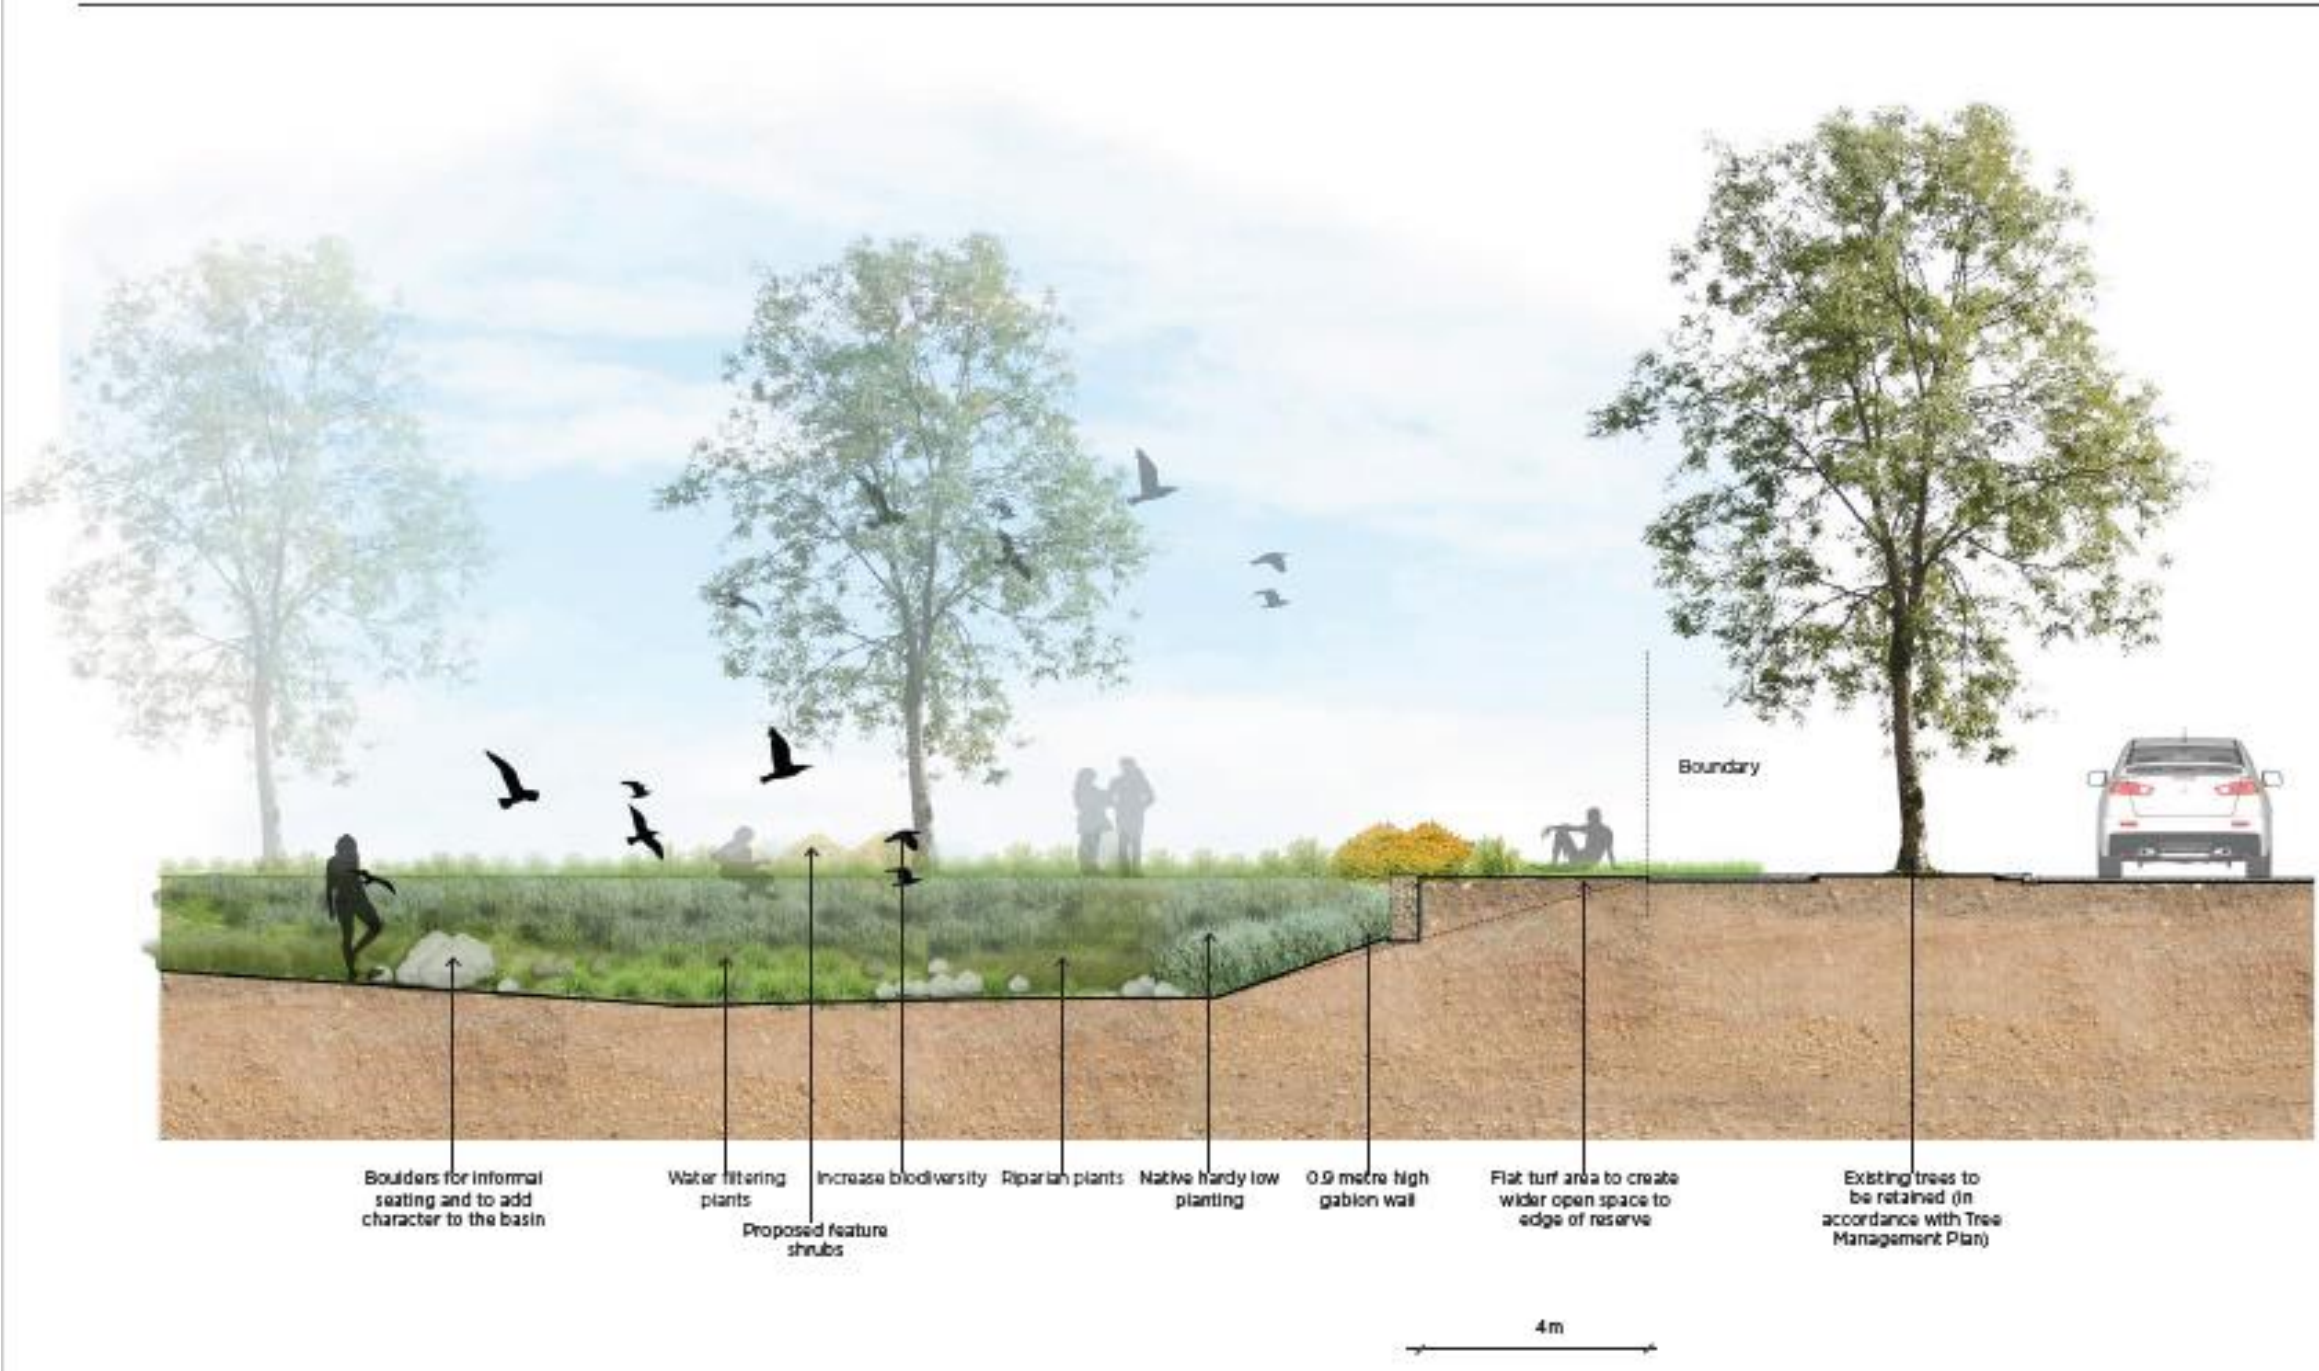 Boundary
Boulders for informal
seating and to add
character to the basin
Water filtering
plants
Proposed feature
shrubs
Increase biodiversity
Riparian plants
Native hardy low
planting
0.9 metre high
gabion wall
Flat turf area to create
wider open space to
edge of reserve
Existing trees to
be retained (in
accordance with Tree
Management Plan)
4m